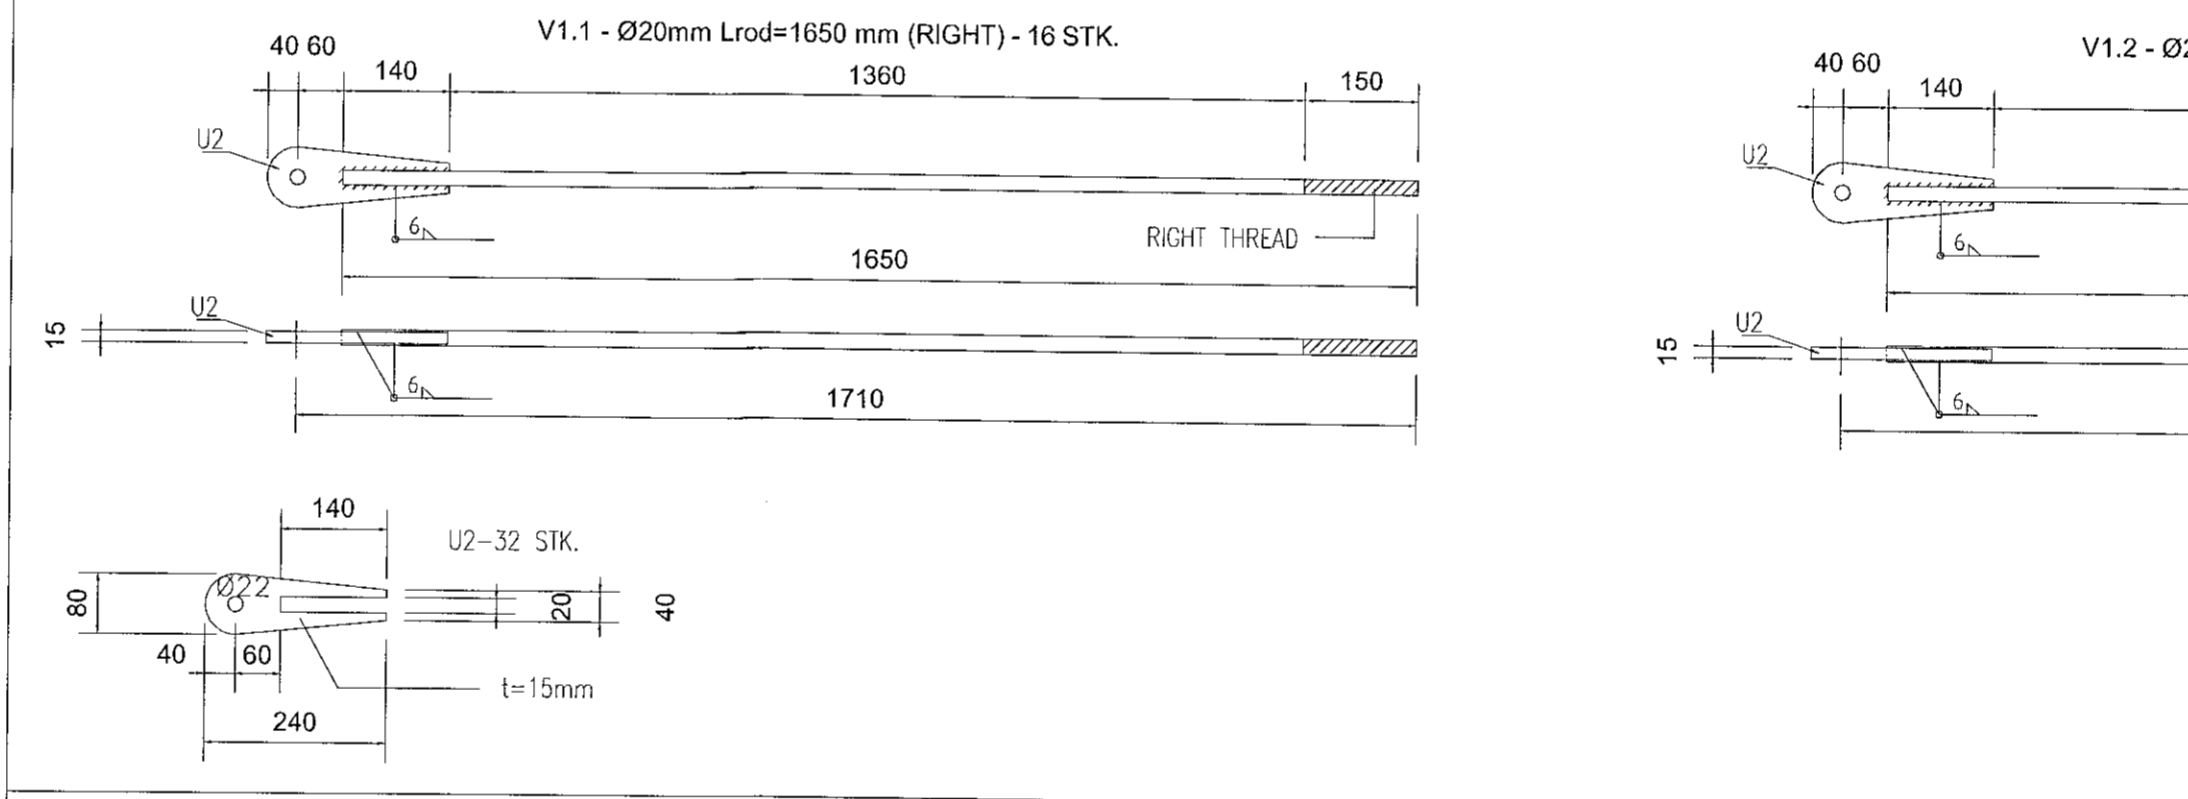 V1.1 - Ø20mm Lrod=1650 mm (RIGHT) - 16 STK.
40 60
140
1360
150
U2
6
RIGHT THREAD
1650
U2
15
6
1710
140
U2-32 STK.
Ø22
80
20
40
40
60
t=15mm
240
V1.2 - Ø2
40 60
140
U2
6
U2
15
6